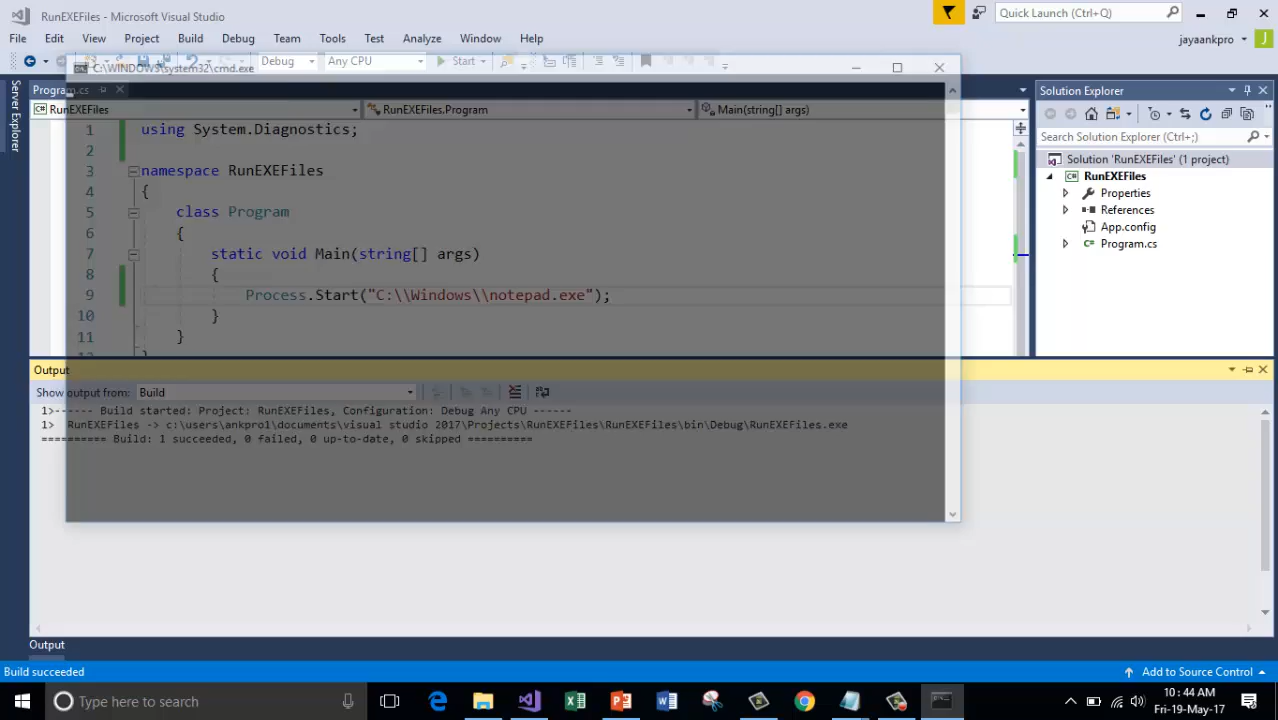 RunEXEFiles - Microsoft Visual Studio
Quick Launch (Ctrl+Q)
File Edit View Project Build Debug Team Tools Test Analyze Window Help
jayaankpro J
C:\WINDOWS\system32\cmd.exe
Debug Any CPU Start
Server Explorer
Program.cs
RunEXEFiles RunEXEFiles.Program Main(string[] args)
1 using System.Diagnostics;
2
3 namespace RunEXEFiles
4 {
5 class Program
6 {
7 static void Main(string[] args)
8 {
9 Process.Start("C:\\Windows\\notepad.exe");
10 }
11 }
12 }
Solution Explorer
Search Solution Explorer (Ctrl+;)
Solution 'RunEXEFiles' (1 project)
RunEXEFiles
Properties
References
App.config
Program.cs
Output
Show output from: Build
1>------ Build started: Project: RunEXEFiles, Configuration: Debug Any CPU ------
1> RunEXEFiles -> c:\users\ankpro1\documents\visual studio 2017\Projects\RunEXEFiles\RunEXEFiles\bin\Debug\RunEXEFiles.exe
========== Build: 1 succeeded, 0 failed, 0 up-to-date, 0 skipped ==========
Output
Build succeeded
Add to Source Control
Type here to search
10:44 AM
Fri-19-May-17